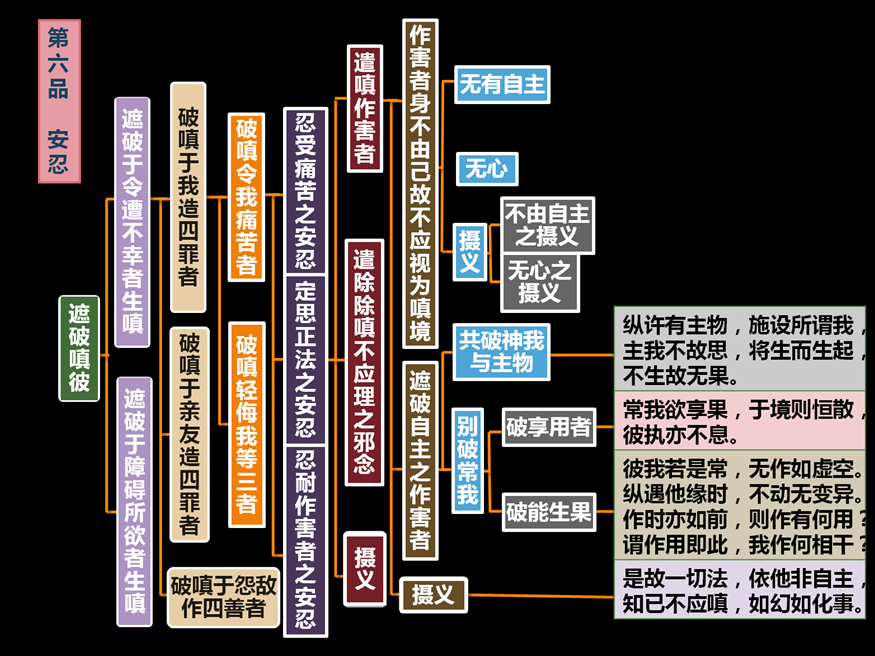 第六品 安忍
遮破嗔彼
遮破于令遭不幸者生嗔
遮破于障碍所欲者生嗔
破嗔于我造四罪者
破嗔于亲友造四罪者
破嗔于怨敌
作四善者
破嗔令我痛苦者
破嗔轻侮我等三者
忍受痛苦之安忍
定思正法之安忍
忍耐作害者之安忍
遣嗔作害者
遣除除嗔不应理之邪念
摄义
作害者身不由己故不应视为嗔境
遮破自主之作害者
摄义
无有自主
无心
摄义
不由自主
之摄义
无心之
摄义
共破神我
与主物
别破常我
破享用者
破能生果
纵许有主物，施设所谓我，
主我不故思，将生而生起，
不生故无果。
常我欲享果，于境则恒散，
彼执亦不息。
彼我若是常，无作如虚空。
纵遇他缘时，不动无变异。
作时亦如前，则作有何用？
谓作用即此，我作何相干？
是故一切法，依他非自主，
知已不应嗔，如幻如化事。